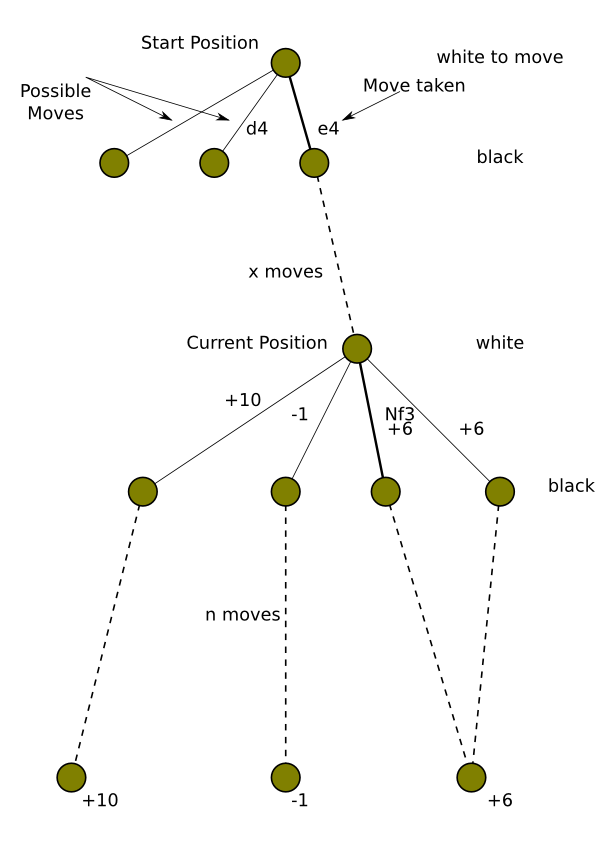 Start Position
white to move
Possible
Moves
Move taken
d4
e4
black
x moves
Current Position
white
+10
-1
Nf3
+6
+6
black
n moves
+10
-1
+6